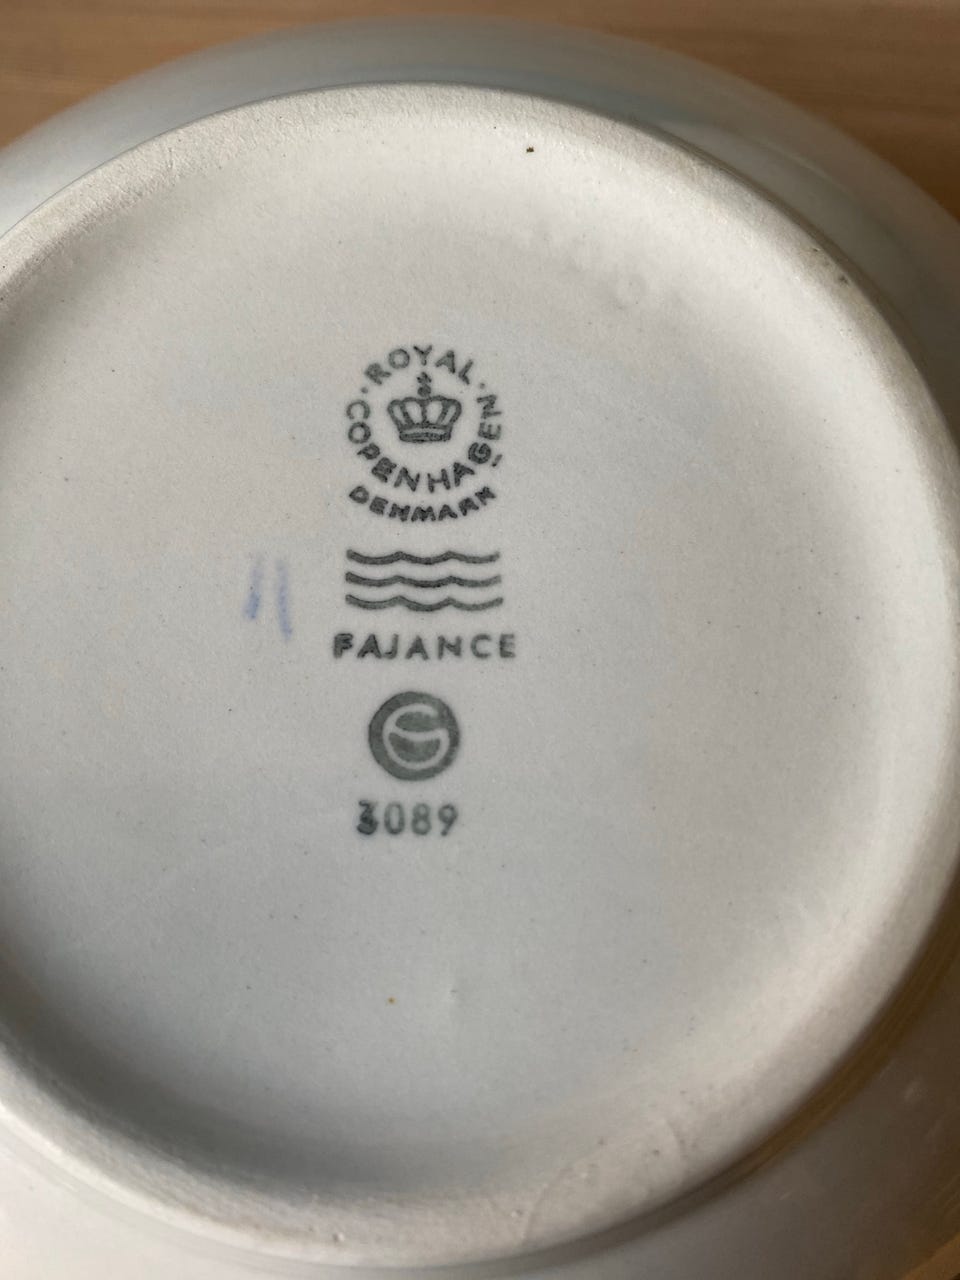 ROYAL
COPENHAGEN
DENMARK
FAJANCE
3089